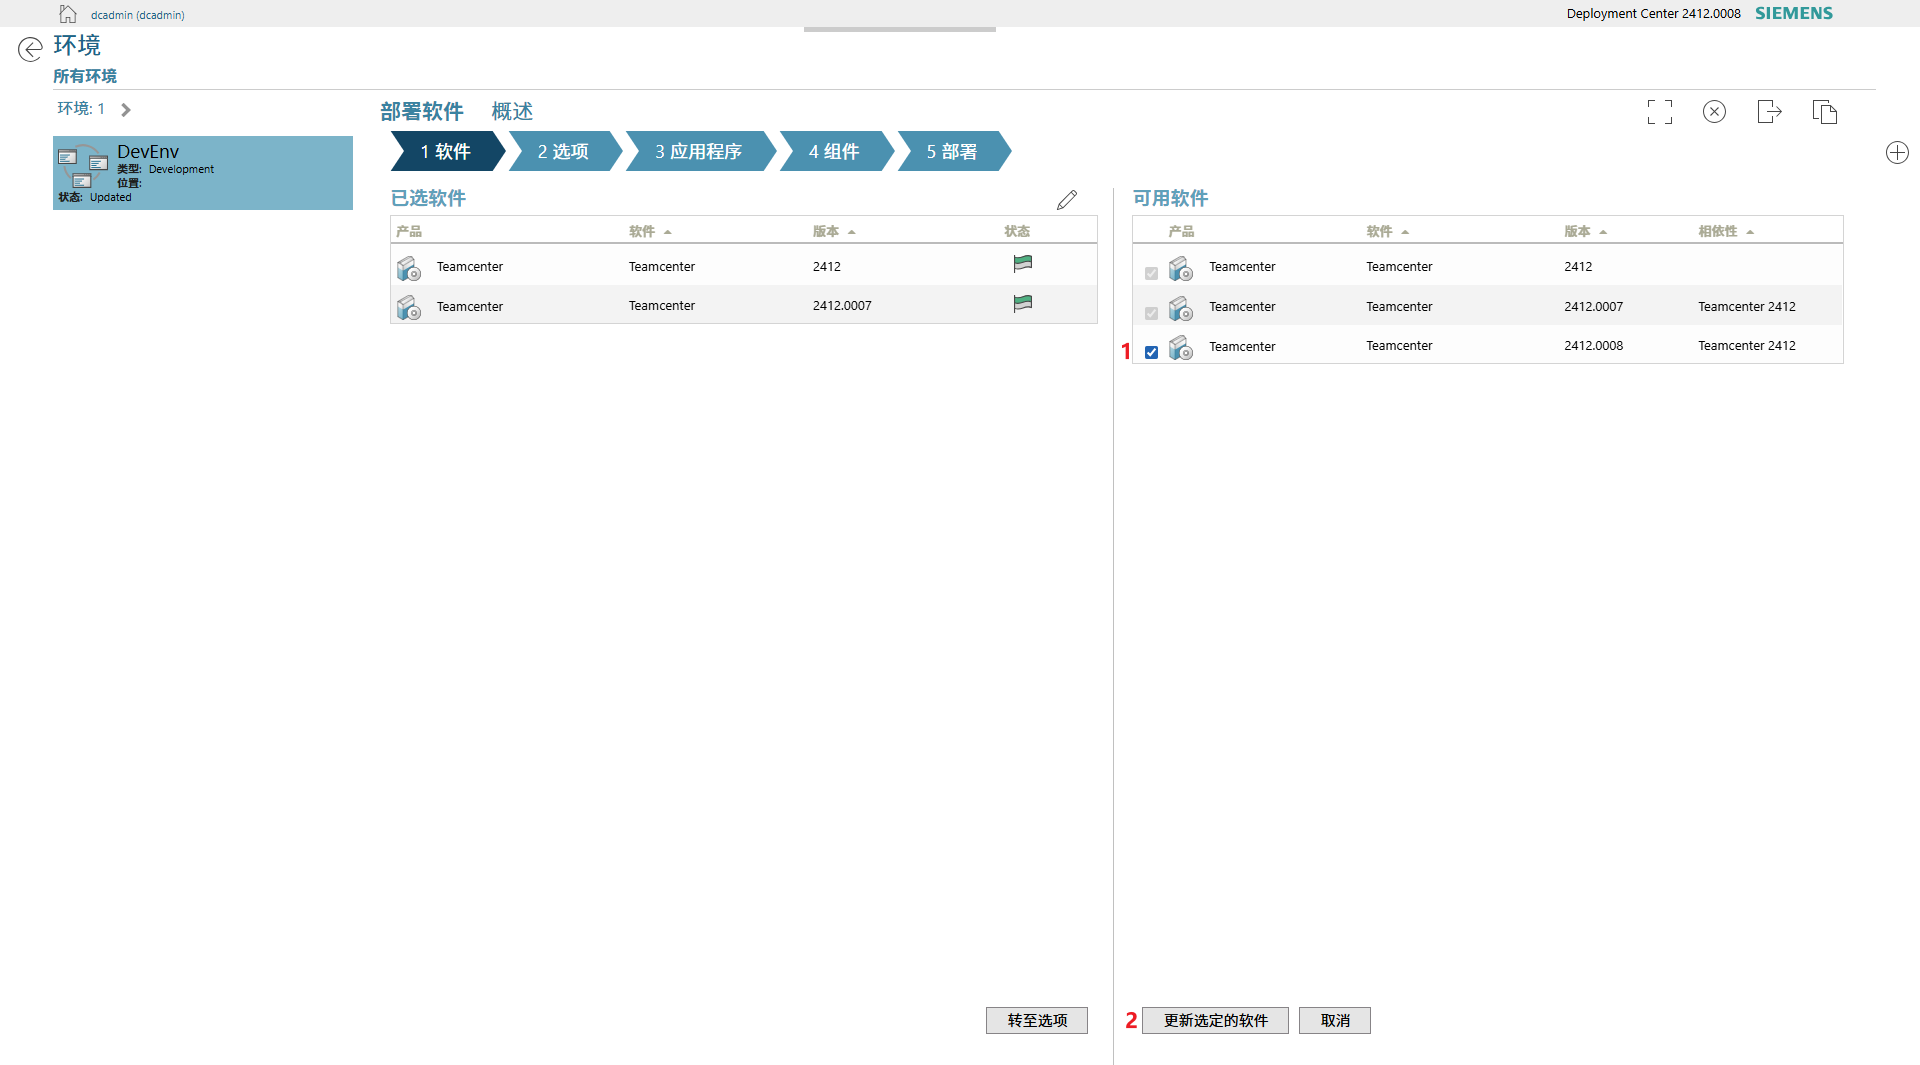 dcadmin (dcadmin)
Deployment Center 2412.0008 SIEMENS
环境
所有环境
环境: 1
部署软件 概述
DevEnv
类型: Development
位置:
状态: Updated
1 软件 2 选项 3 应用程序 4 组件 5 部署
已选软件
产品 软件 版本 状态
Teamcenter Teamcenter 2412
Teamcenter Teamcenter 2412.0007
转至选项
可用软件
产品 软件 版本 相依性
Teamcenter Teamcenter 2412
Teamcenter Teamcenter 2412.0007 Teamcenter 2412
1 Teamcenter Teamcenter 2412.0008 Teamcenter 2412
2 更新选定的软件 取消